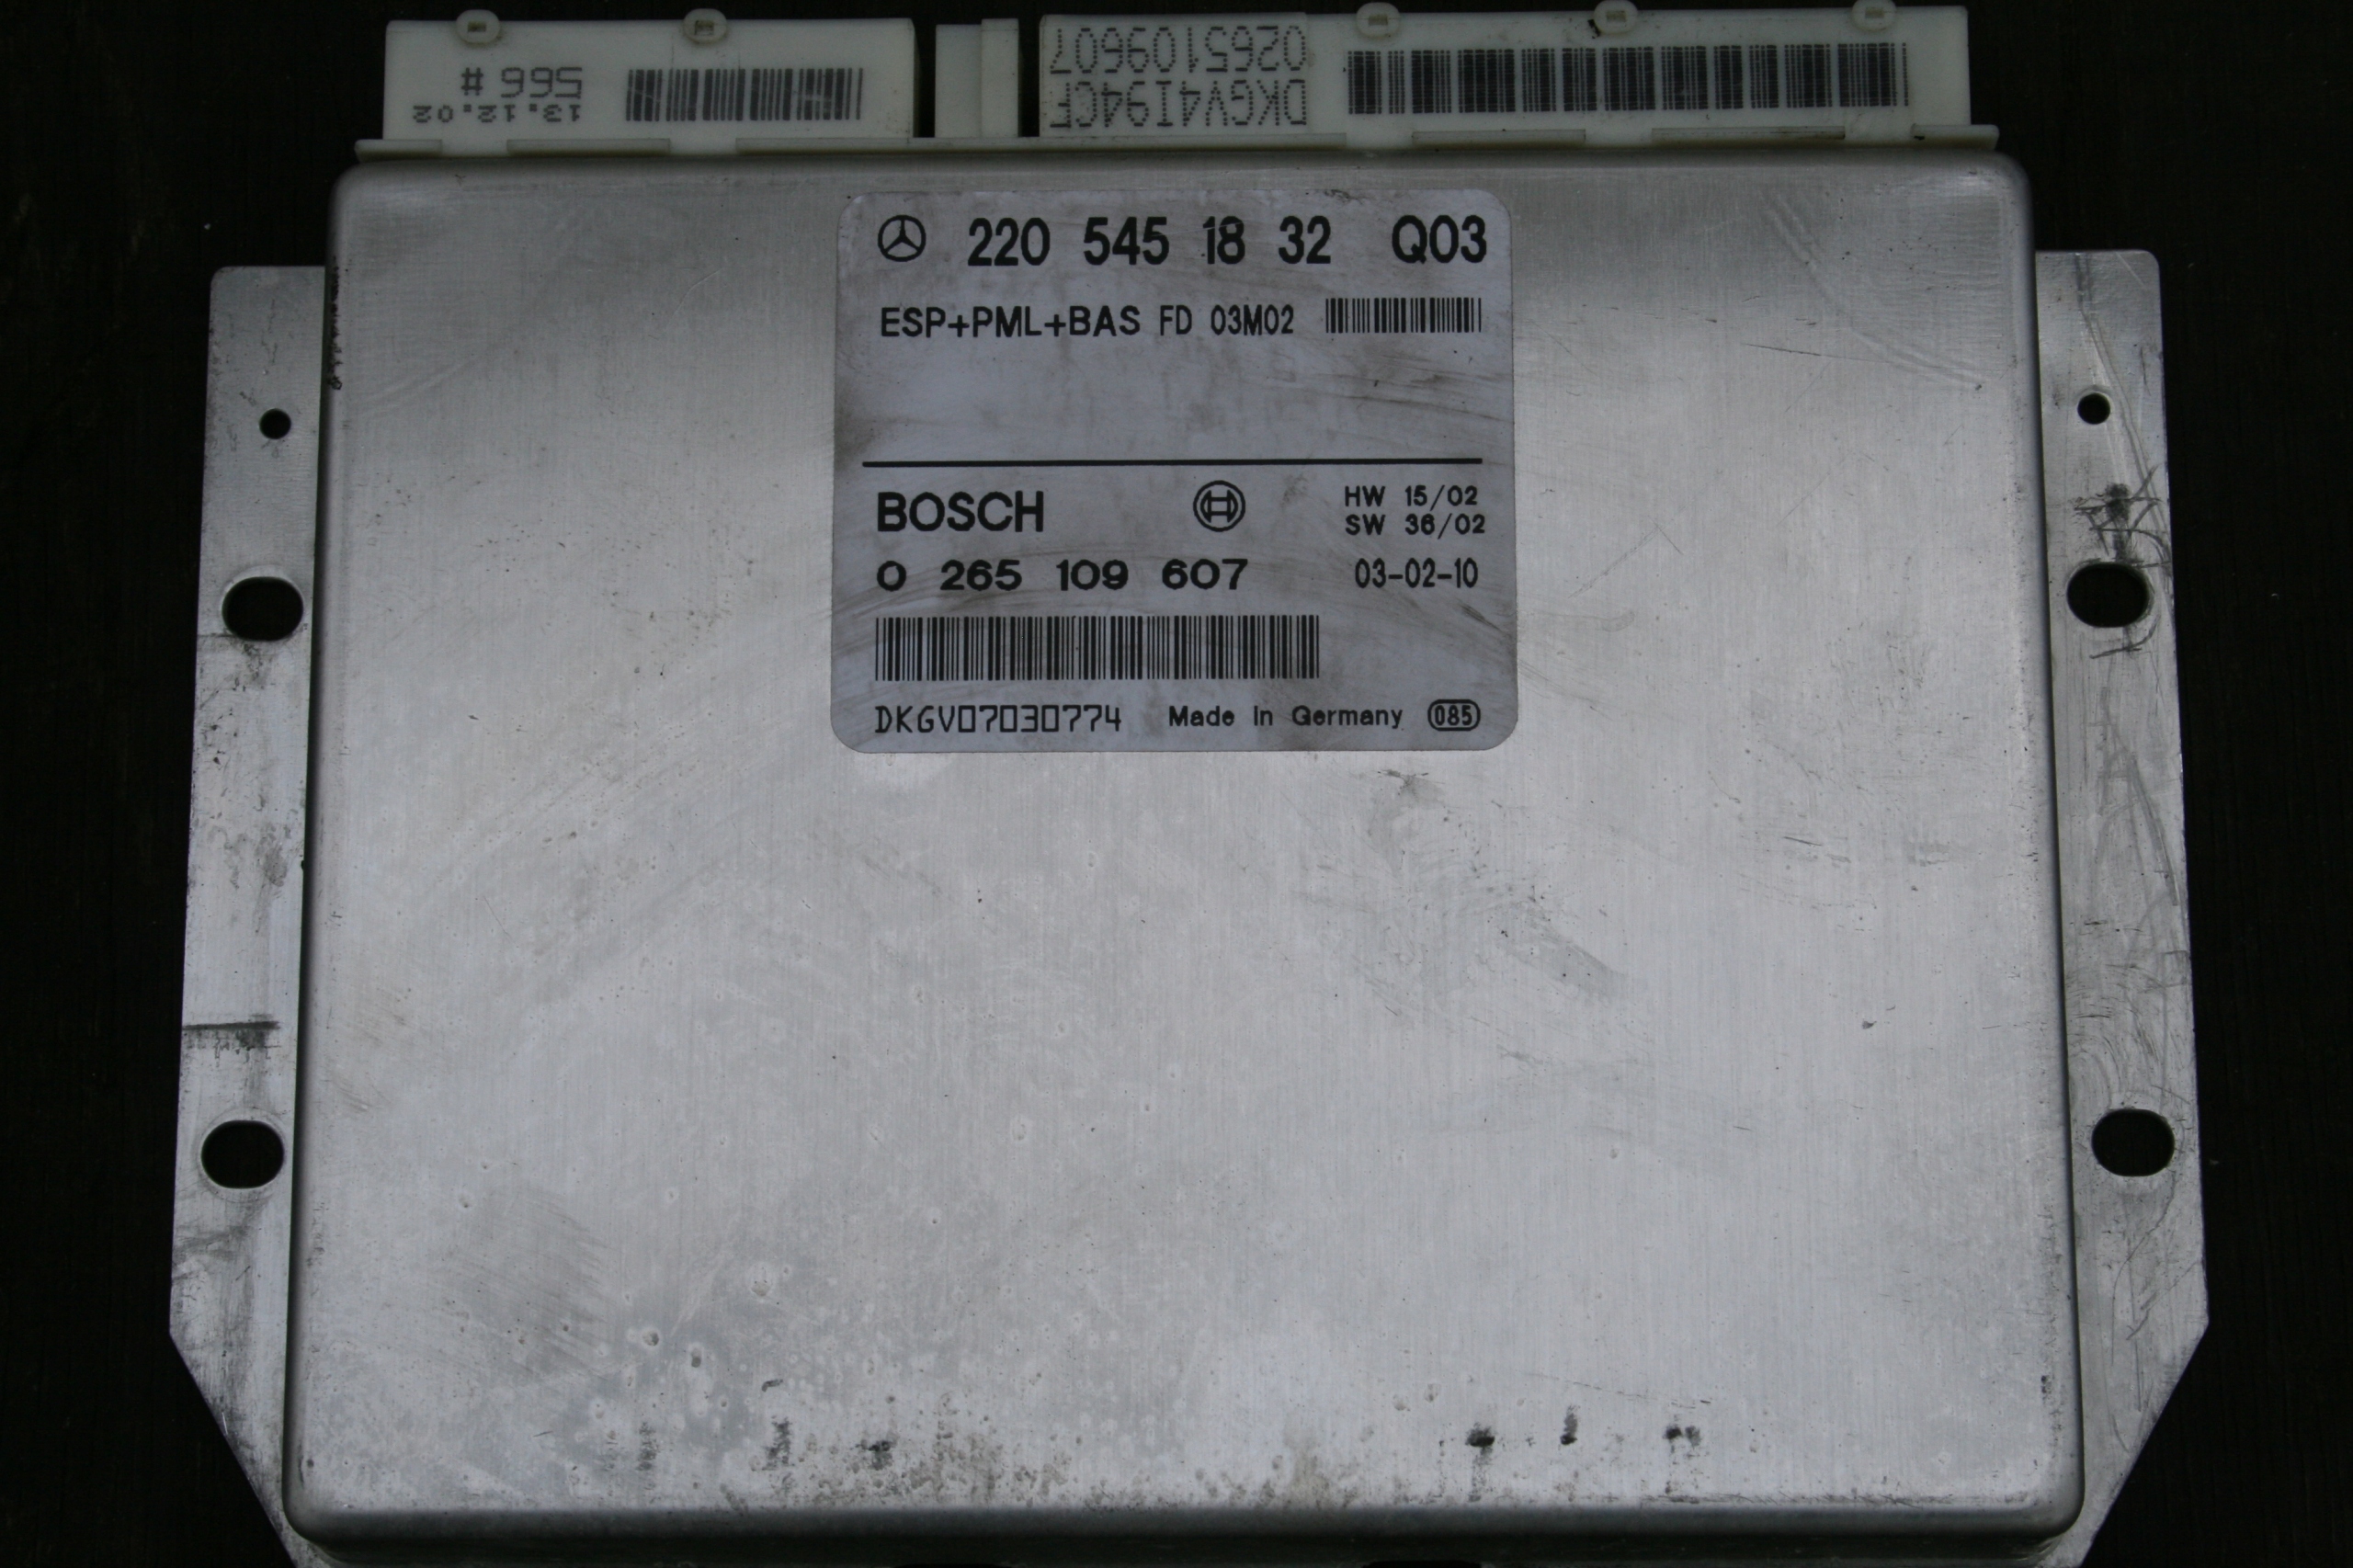 566 #
13.12.02
DKGV4I94CF
0265109607
220 545 18 32 Q03
ESP+PML+BAS FD 03M02
BOSCH
HW 15/02
SW 36/02
0 265 109 607 03-02-10
DKGV07030774 Made In Germany 085